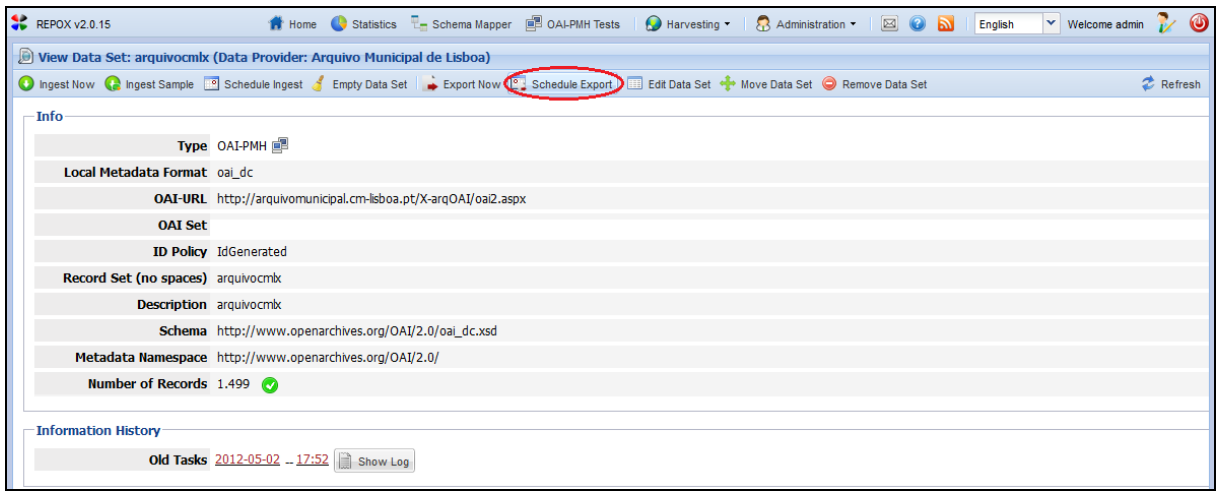 REPOX v2.0.15 Home Statistics Schema Mapper OAI-PMH Tests Harvesting Administration English Welcome admin
View Data Set: arquivocmlx (Data Provider: Arquivo Municipal de Lisboa)
Ingest Now Ingest Sample Schedule Ingest Empty Data Set Export Now Schedule Export Edit Data Set Move Data Set Remove Data Set Refresh
Info
Type OAI-PMH
Local Metadata Format oai_dc
OAI-URL http://arquivomunicipal.cm-lisboa.pt/X-arqOAI/oai2.aspx
OAI Set
ID Policy IdGenerated
Record Set (no spaces) arquivocmlx
Description arquivocmlx
Schema http://www.openarchives.org/OAI/2.0/oai_dc.xsd
Metadata Namespace http://www.openarchives.org/OAI/2.0/
Number of Records 1.499
Information History
Old Tasks 2012-05-02 _ 17:52 Show Log